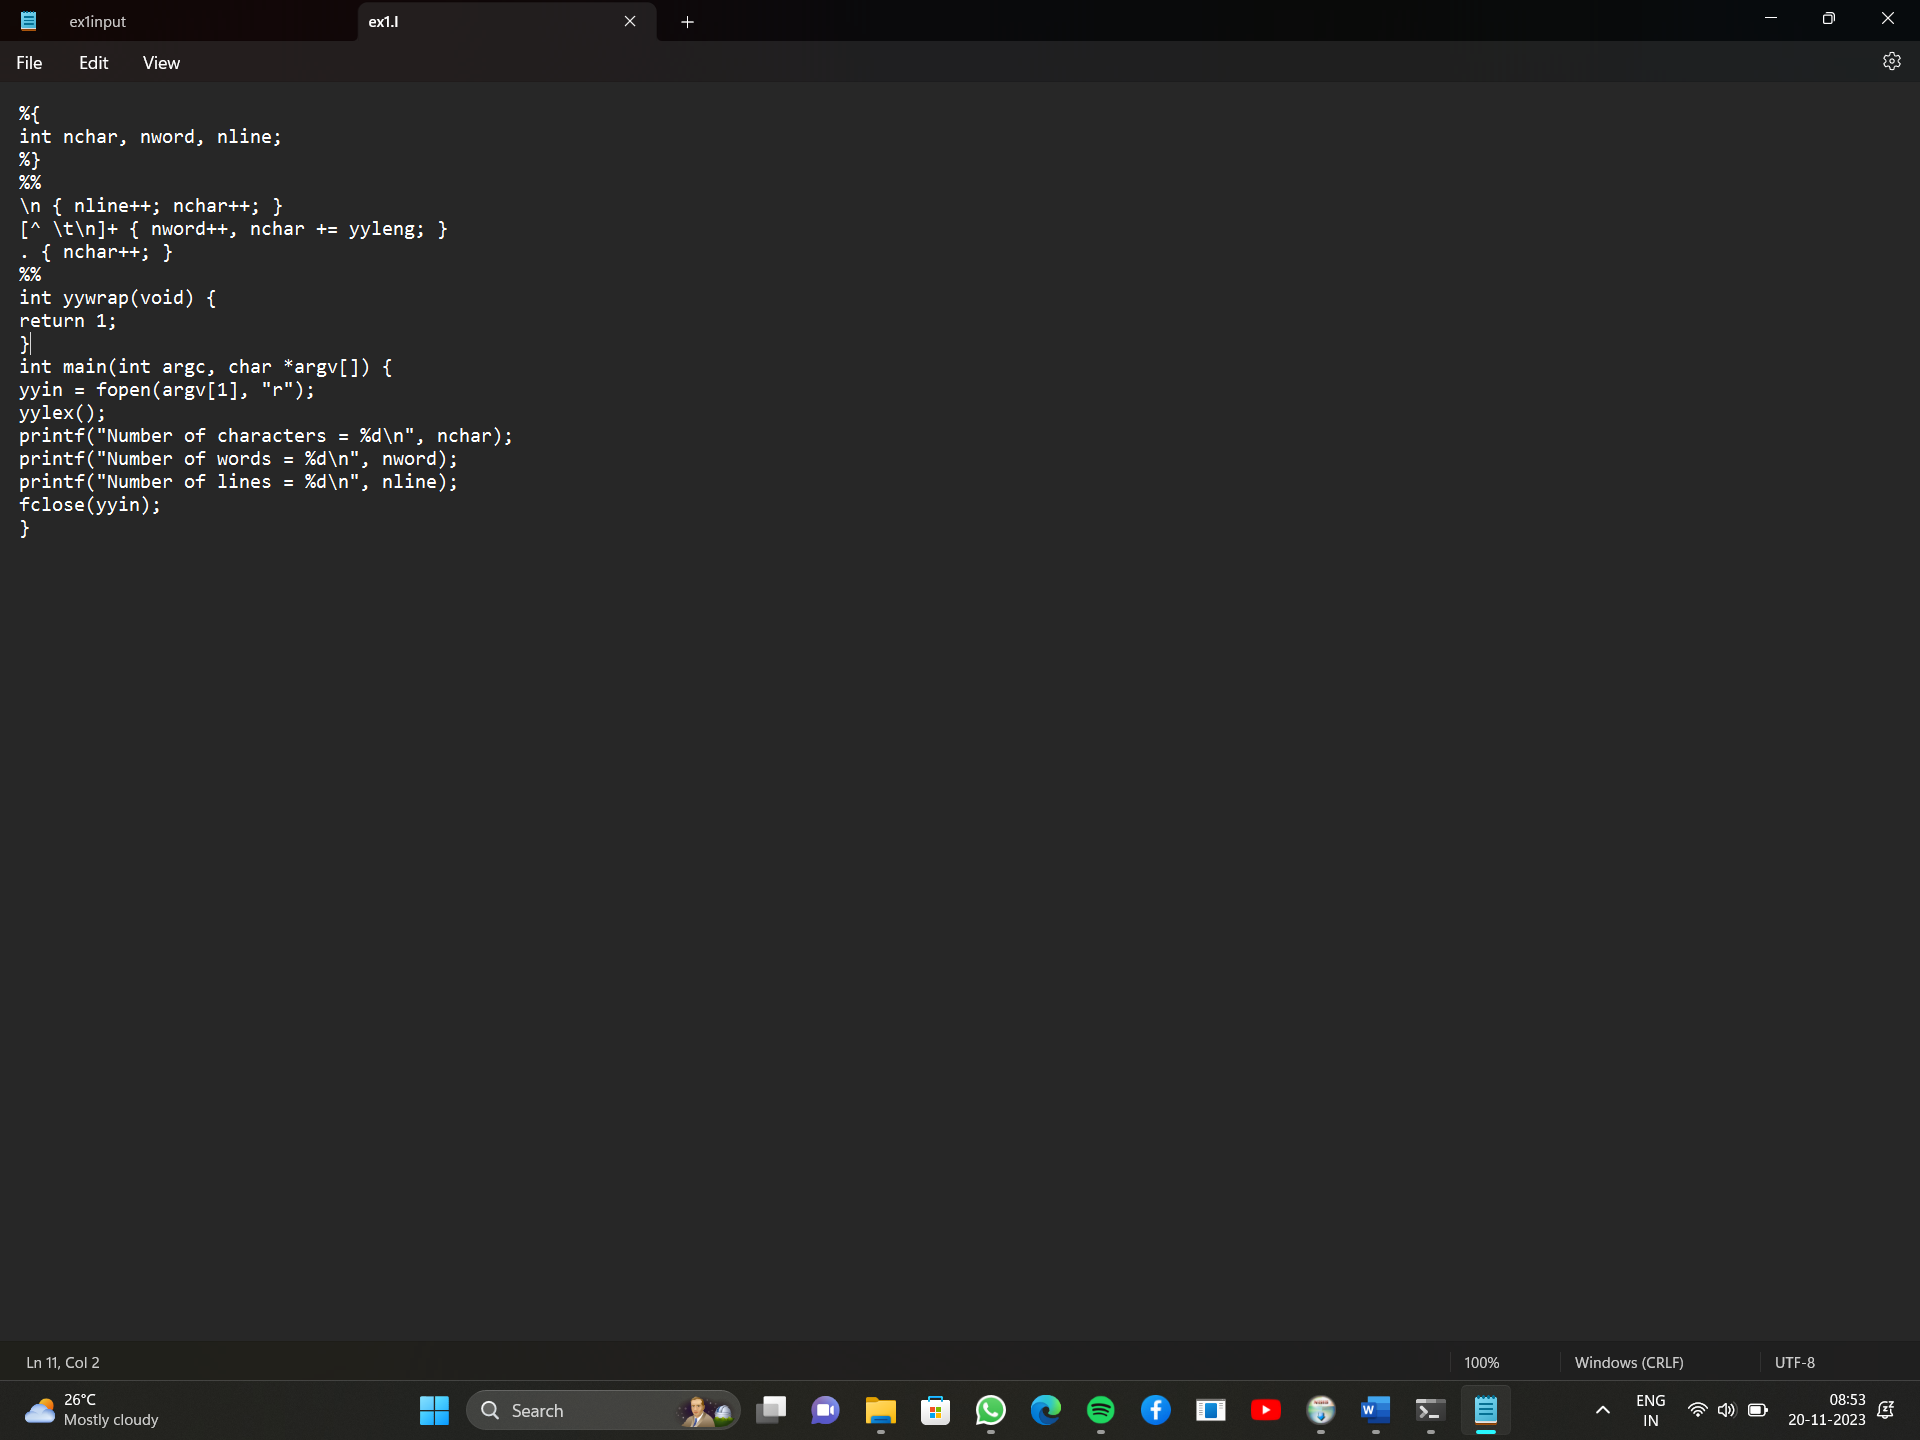 ex1input
ex1.l
File Edit View
%{
int nchar, nword, nline;
%}
%%
\n { nline++; nchar++; }
[^ \t\n]+ { nword++, nchar += yyleng; }
. { nchar++; }
%%
int yywrap(void) {
return 1;
}
int main(int argc, char *argv[]) {
yyin = fopen(argv[1], "r");
yylex();
printf("Number of characters = %d\n", nchar);
printf("Number of words = %d\n", nword);
printf("Number of lines = %d\n", nline);
fclose(yyin);
}
Ln 11, Col 2
100%
Windows (CRLF)
UTF-8
26°C
Mostly cloudy
Search
W
ENG
IN
08:53
20-11-2023